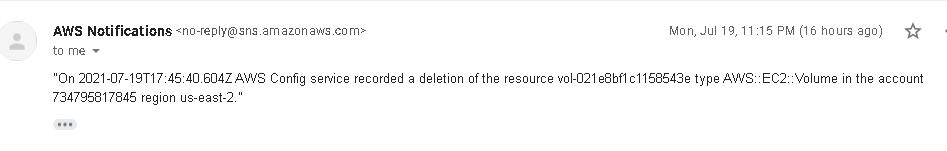 AWS Notifications <no-reply@sns.amazonaws.com> Mon, Jul 19, 11:15 PM (16 hours ago)
to me
"On 2021-07-19T17:45:40.604Z AWS Config service recorded a deletion of the resource vol-021e8bf1c1158543e type AWS::EC2::Volume in the account
734795817845 region us-east-2."